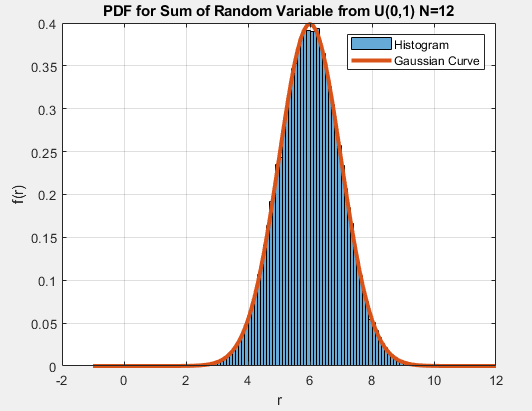 PDF for Sum of Random Variable from U(0,1) N=12
Histogram
Gaussian Curve
f(r)
0.4
0.35
0.3
0.25
0.2
0.15
0.1
0.05
0
-2 0 2 4 6 8 10 12
r